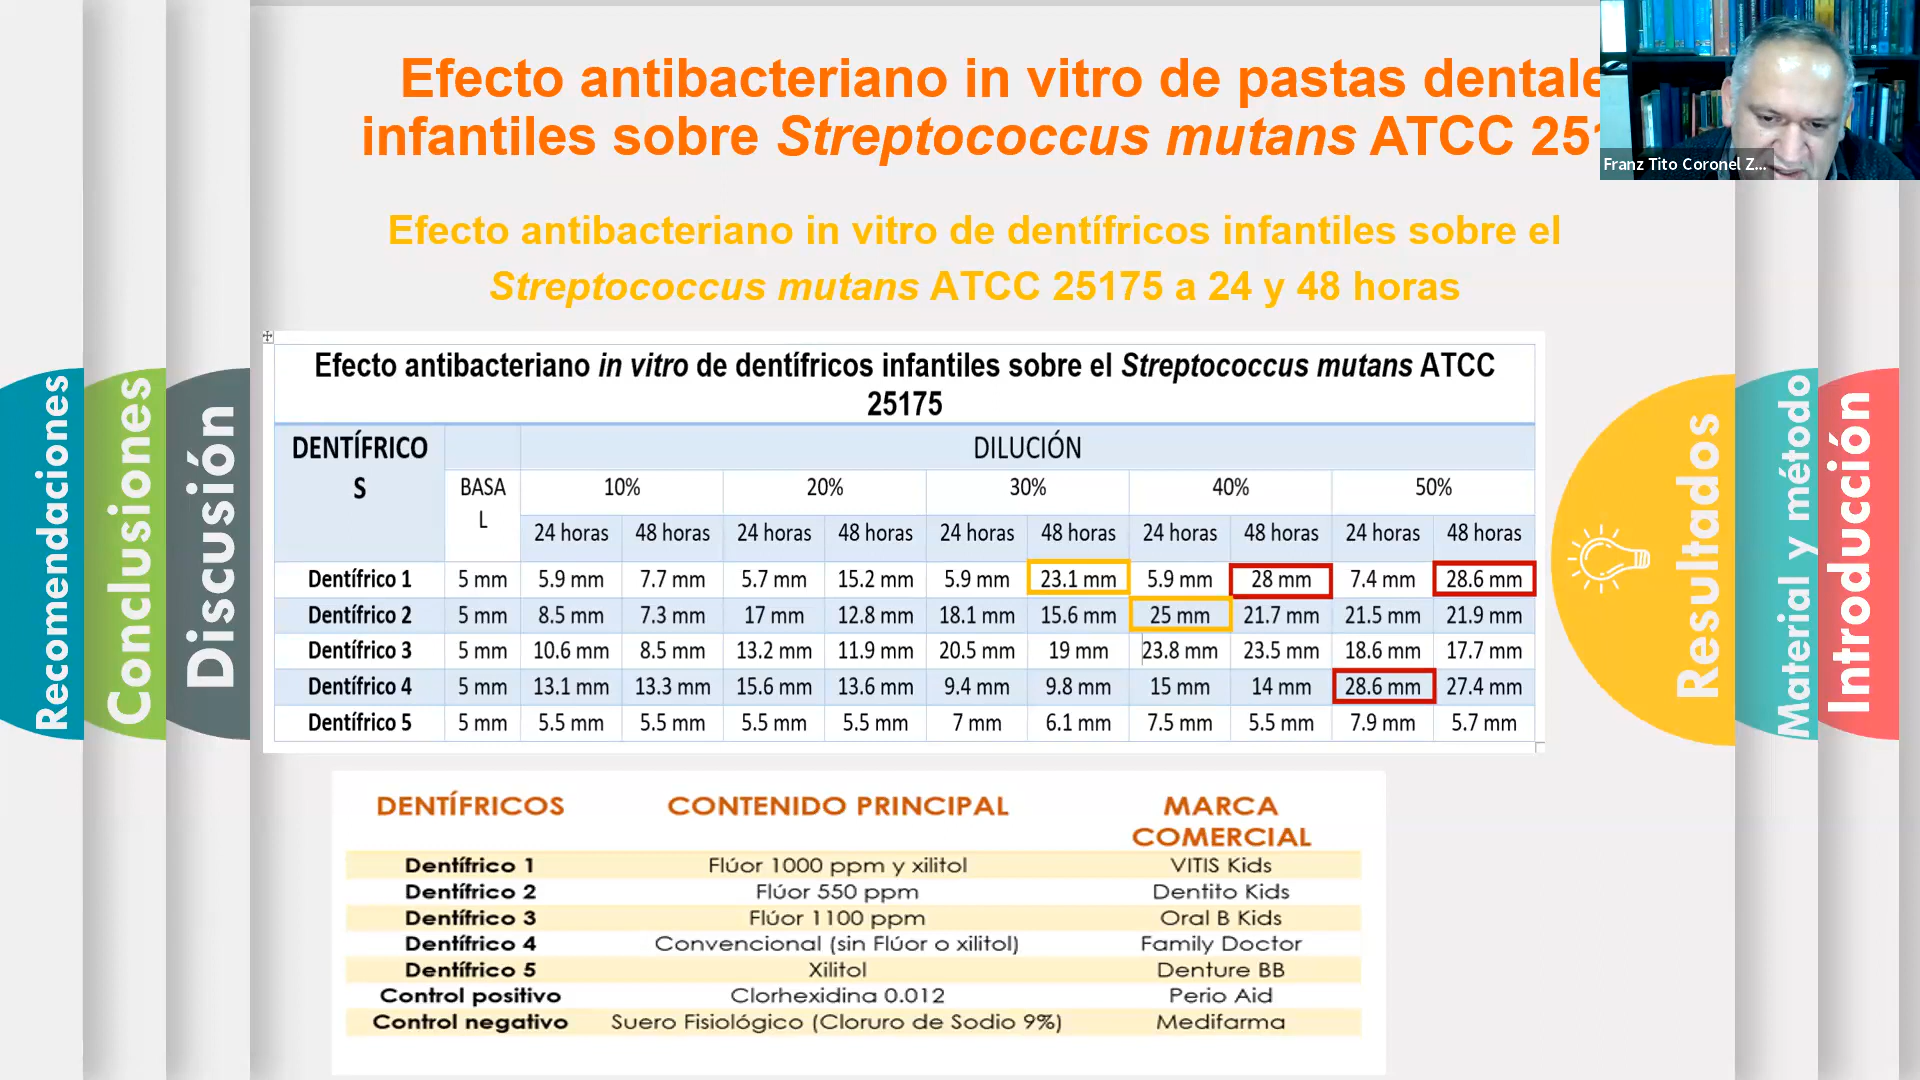 Efecto antibacteriano in vitro de pastas dentale
infantiles sobre Streptococcus mutans ATCC 251
Franz Tito Coronel Z...
Efecto antibacteriano in vitro de dentífricos infantiles sobre el
Streptococcus mutans ATCC 25175 a 24 y 48 horas
Recomendaciones
Conclusiones
Discusión
Efecto antibacteriano in vitro de dentífricos infantiles sobre el Streptococcus mutans ATCC
25175
DENTÍFRICO
S
BASA
L
DILUCIÓN
10% 20% 30% 40% 50%
24 horas 48 horas 24 horas 48 horas 24 horas 48 horas 24 horas 48 horas 24 horas 48 horas
Dentífrico 1 5 mm 5.9 mm 7.7 mm 5.7 mm 15.2 mm 5.9 mm 23.1 mm 5.9 mm 28 mm 7.4 mm 28.6 mm
Dentífrico 2 5 mm 8.5 mm 7.3 mm 17 mm 12.8 mm 18.1 mm 15.6 mm 25 mm 21.7 mm 21.5 mm 21.9 mm
Dentífrico 3 5 mm 10.6 mm 8.5 mm 13.2 mm 11.9 mm 20.5 mm 19 mm 23.8 mm 23.5 mm 18.6 mm 17.7 mm
Dentífrico 4 5 mm 13.1 mm 13.3 mm 15.6 mm 13.6 mm 9.4 mm 9.8 mm 15 mm 14 mm 28.6 mm 27.4 mm
Dentífrico 5 5 mm 5.5 mm 5.5 mm 5.5 mm 5.5 mm 7 mm 6.1 mm 7.5 mm 5.5 mm 7.9 mm 5.7 mm
Resultados
Material y método
Introducción
DENTÍFRICOS CONTENIDO PRINCIPAL MARCA
COMERCIAL
Dentífrico 1 Flúor 1000 ppm y xilitol VITIS Kids
Dentífrico 2 Flúor 550 ppm Dentito Kids
Dentífrico 3 Flúor 1100 ppm Oral B Kids
Dentífrico 4 Convencional (sin Flúor o xilitol) Family Doctor
Dentífrico 5 Xilitol Denture BB
Control positivo Clorhexidina 0.012 Perio Aid
Control negativo Suero Fisiológico (Cloruro de Sodio 9%) Medifarma